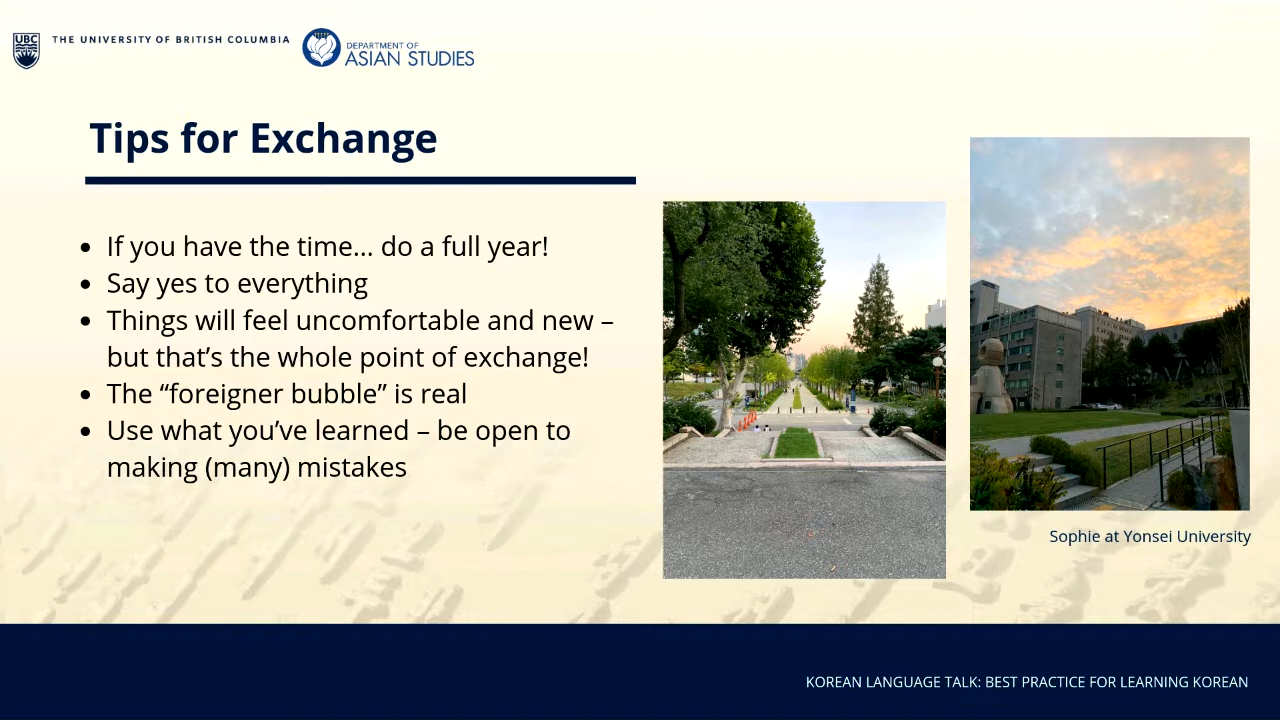 UBC
THE UNIVERSITY OF BRITISH COLUMBIA
DEPARTMENT OF
ASIAN STUDIES
Tips for Exchange
• If you have the time... do a full year!
• Say yes to everything
• Things will feel uncomfortable and new –
but that’s the whole point of exchange!
• The “foreigner bubble” is real
• Use what you’ve learned – be open to
making (many) mistakes
Sophie at Yonsei University
KOREAN LANGUAGE TALK: BEST PRACTICE FOR LEARNING KOREAN